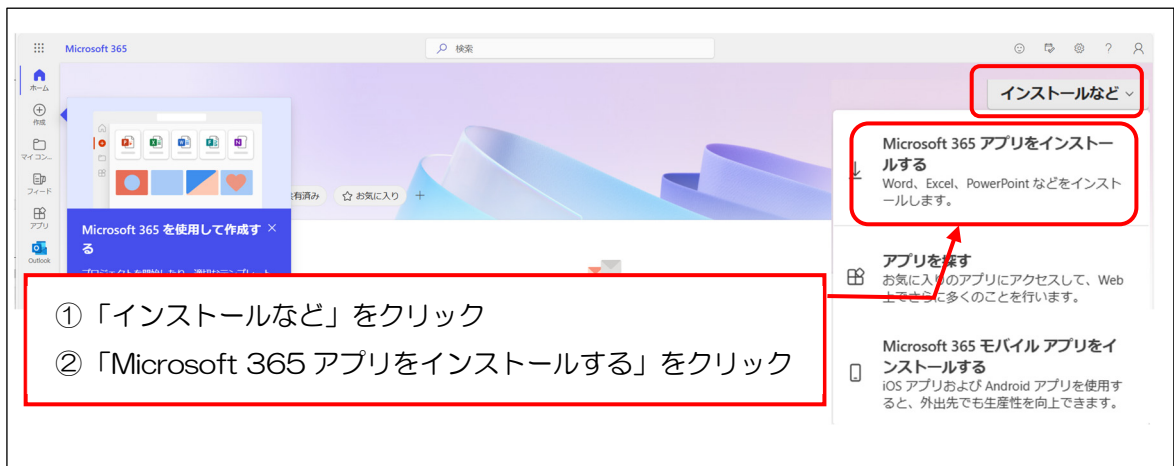 Microsoft 365
検索
インストールなど
ホーム
作成
マイ コン...
フィード
アプリ
Outlook
共有済み
お気に入り
Microsoft 365 を使用して作成す
る
Microsoft 365 アプリをインストー
ルする
Word、Excel、PowerPoint などをインスト
ールします。
アプリを探す
お気に入りのアプリにアクセスして、Web
上でさらに多くのことを行います。
①「インストールなど」をクリック
②「Microsoft 365 アプリをインストールする」をクリック
Microsoft 365 モバイル アプリをイ
ンストールする
iOS アプリおよび Android アプリを使用す
ると、外出先でも生産性を向上できます。